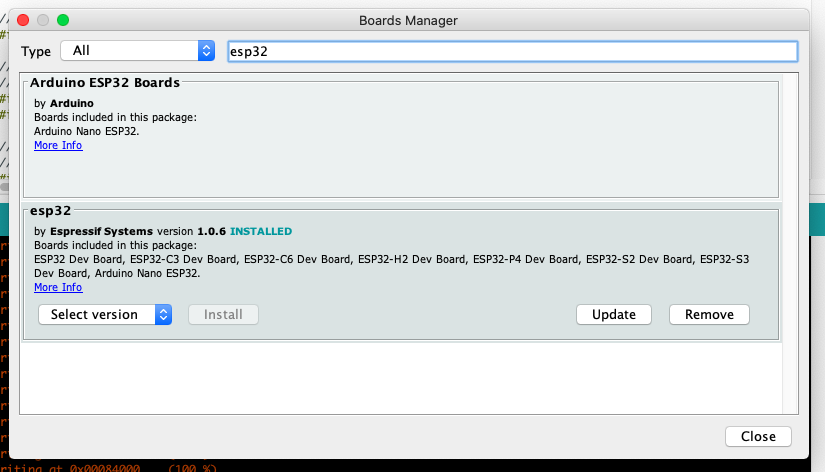 Boards Manager
Type All esp32
Arduino ESP32 Boards
by Arduino
Boards included in this package:
Arduino Nano ESP32.
More Info
esp32
by Espressif Systems version 1.0.6 INSTALLED
Boards included in this package:
ESP32 Dev Board, ESP32-C3 Dev Board, ESP32-C6 Dev Board, ESP32-H2 Dev Board, ESP32-P4 Dev Board, ESP32-S2 Dev Board, ESP32-S3
Dev Board, Arduino Nano ESP32.
More Info
Select version Install Update Remove
Close
riting at 0x00084000... (100 %)